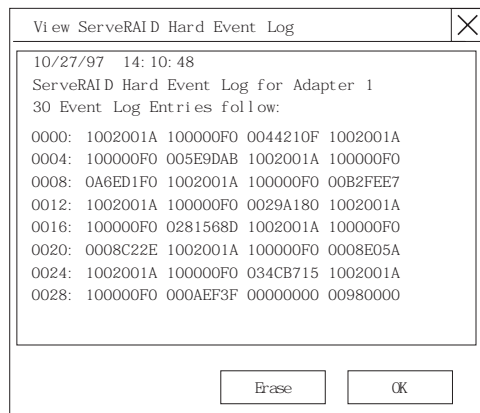 View ServeRAID Hard Event Log
10/27/97 14:10:48
ServeRAID Hard Event Log for Adapter 1
30 Event Log Entries follow:
0000: 1002001A 100000F0 0044210F 1002001A
0004: 100000F0 005E9DAB 1002001A 100000F0
0008: 0A6ED1F0 1002001A 100000F0 00B2FEE7
0012: 1002001A 100000F0 0029A180 1002001A
0016: 100000F0 0281568D 1002001A 100000F0
0020: 0008C22E 1002001A 100000F0 0008E05A
0024: 1002001A 100000F0 034CB715 1002001A
0028: 100000F0 000AEF3F 00000000 00980000
Erase OK